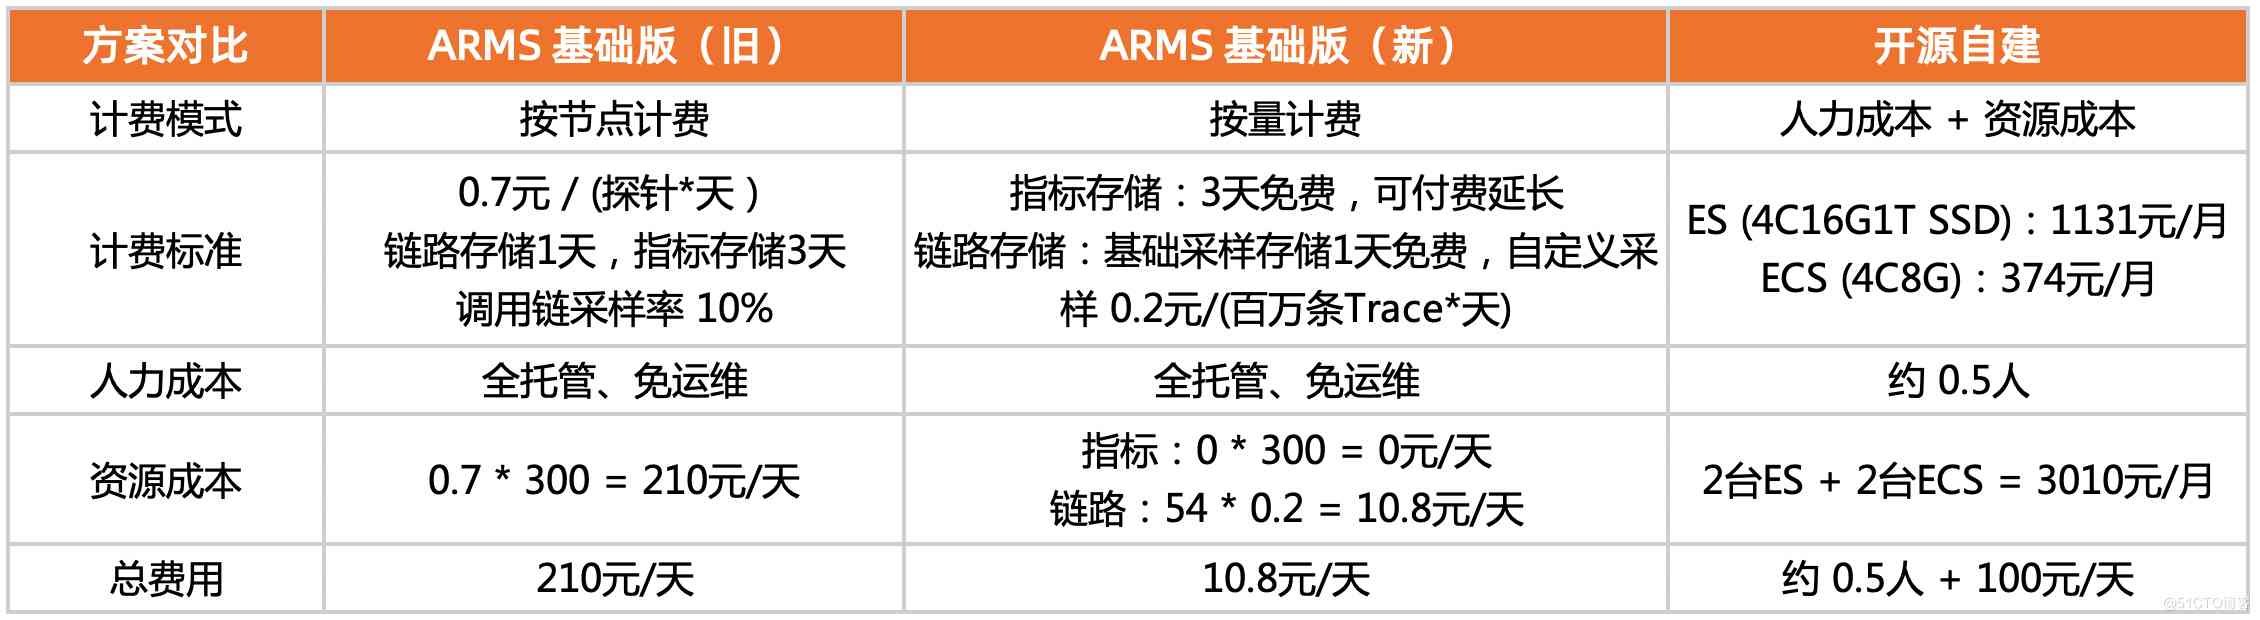 方案对比
ARMS 基础版（旧）
ARMS 基础版（新）
开源自建
计费模式
按节点计费
按量计费
人力成本 + 资源成本
计费标准
0.7元 / (探针*天 )
链路存储1天，指标存储3天
调用链采样率 10%
指标存储：3天免费，可付费延长
链路存储：基础采样存储1天免费，自定义采
样 0.2元/(百万条Trace*天)
ES (4C16G1T SSD)：1131元/月
ECS (4C8G)：374元/月
人力成本
全托管、免运维
全托管、免运维
约 0.5人
资源成本
0.7 * 300 = 210元/天
指标：0 * 300 = 0元/天
链路：54 * 0.2 = 10.8元/天
2台ES + 2台ECS = 3010元/月
总费用
210元/天
10.8元/天
约 0.5人 + 100元/天
@51CTO博客